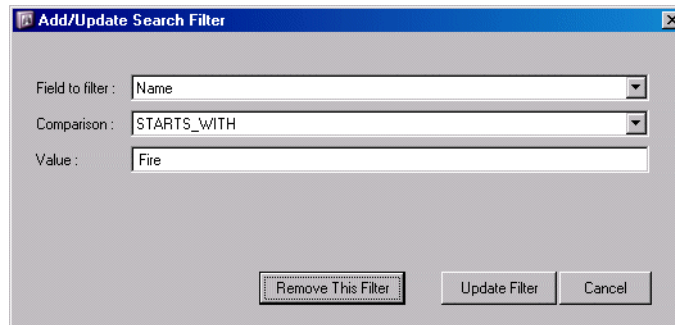 Add/Update Search Filter
Field to filter : Name
Comparison : STARTS_WITH
Value : Fire
Remove This Filter Update Filter Cancel